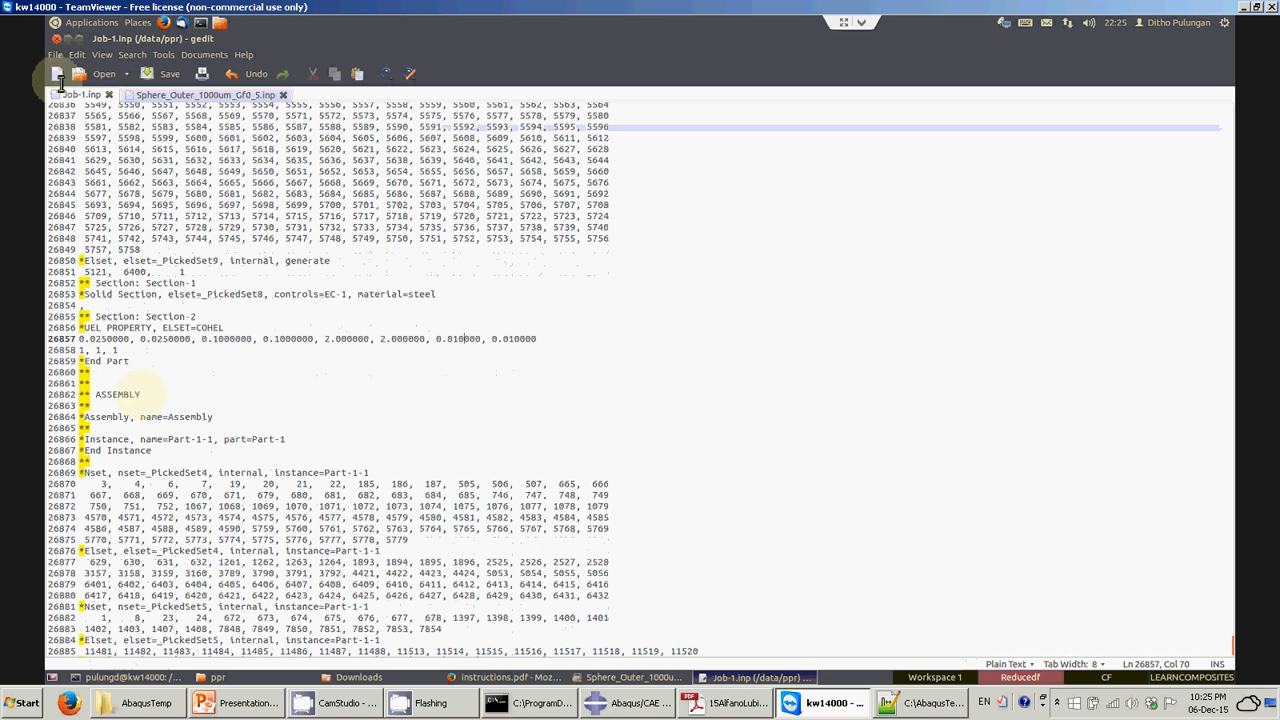 kw14000 - TeamViewer - Free license (non-commercial use only)
Applications Places 22:25 Ditho Pulungan
Job-1.inp (/data/ppr) - gedit
File Edit View Search Tools Documents Help
Open Save Undo
Job-1.inp Sphere_Outer_1000um_Gf0_5.inp
26836 5549, 5550, 5551, 5552, 5553, 5554, 5555, 5556, 5557, 5558, 5559, 5560, 5561, 5562, 5563, 5564
26837 5565, 5566, 5567, 5568, 5569, 5570, 5571, 5572, 5573, 5574, 5575, 5576, 5577, 5578, 5579, 5580
26838 5581, 5582, 5583, 5584, 5585, 5586, 5587, 5588, 5589, 5590, 5591, 5592, 5593, 5594, 5595, 5596
26839 5597, 5598, 5599, 5600, 5601, 5602, 5603, 5604, 5605, 5606, 5607, 5608, 5609, 5610, 5611, 5612
26840 5613, 5614, 5615, 5616, 5617, 5618, 5619, 5620, 5621, 5622, 5623, 5624, 5625, 5626, 5627, 5628
26841 5629, 5630, 5631, 5632, 5633, 5634, 5635, 5636, 5637, 5638, 5639, 5640, 5641, 5642, 5643, 5644
26842 5645, 5646, 5647, 5648, 5649, 5650, 5651, 5652, 5653, 5654, 5655, 5656, 5657, 5658, 5659, 5660
26843 5661, 5662, 5663, 5664, 5665, 5666, 5667, 5668, 5669, 5670, 5671, 5672, 5673, 5674, 5675, 5676
26844 5677, 5678, 5679, 5680, 5681, 5682, 5683, 5684, 5685, 5686, 5687, 5688, 5689, 5690, 5691, 5692
26845 5693, 5694, 5695, 5696, 5697, 5698, 5699, 5700, 5701, 5702, 5703, 5704, 5705, 5706, 5707, 5708
26846 5709, 5710, 5711, 5712, 5713, 5714, 5715, 5716, 5717, 5718, 5719, 5720, 5721, 5722, 5723, 5724
26847 5725, 5726, 5727, 5728, 5729, 5730, 5731, 5732, 5733, 5734, 5735, 5736, 5737, 5738, 5739, 5740
26848 5741, 5742, 5743, 5744, 5745, 5746, 5747, 5748, 5749, 5750, 5751, 5752, 5753, 5754, 5755, 5756
26849 5757, 5758
26850 *Elset, elset=_PickedSet9, internal, generate
26851 5121, 6400, 1
26852 ** Section: Section-1
26853 *Solid Section, elset=_PickedSet8, controls=EC-1, material=steel
26854 ,
26855 ** Section: Section-2
26856 *UEL PROPERTY, ELSET=COHEL
26857 0.0250000, 0.0250000, 0.1000000, 0.1000000, 2.000000, 2.000000, 0.010000, 0.010000
26858 1, 1, 1
26859 *End Part
26860 **
26861 **
26862 ** ASSEMBLY
26863 **
26864 *Assembly, name=Assembly
26865 **
26866 *Instance, name=Part-1-1, part=Part-1
26867 *End Instance
26868 **
26869 *Nset, nset=_PickedSet4, internal, instance=Part-1-1
26870 3, 4, 6, 7, 19, 20, 21, 22, 185, 186, 187, 505, 506, 507, 665, 666
26871 667, 668, 669, 670, 671, 679, 680, 681, 682, 683, 684, 685, 746, 747, 748, 749
26872 750, 751, 752, 1067, 1068, 1069, 1070, 1071, 1072, 1073, 1074, 1075, 1076, 1077, 1078, 1079
26873 4570, 4571, 4572, 4573, 4574, 4575, 4576, 4577, 4578, 4579, 4580, 4581, 4582, 4583, 4584, 4585
26874 4586, 4587, 4588, 4589, 4590, 5759, 5760, 5761, 5762, 5763, 5764, 5765, 5766, 5767, 5768, 5769
26875 5770, 5771, 5772, 5773, 5774, 5775, 5776, 5777, 5778, 5779
26876 *Elset, elset=_PickedSet4, internal, instance=Part-1-1
26877 629, 630, 631, 632, 1261, 1262, 1263, 1264, 1893, 1894, 1895, 1896, 2525, 2526, 2527, 2528
26878 3157, 3158, 3159, 3160, 3789, 3790, 3791, 3792, 4421, 4422, 4423, 4424, 5053, 5054, 5055, 5056
26879 6401, 6402, 6403, 6404, 6405, 6406, 6407, 6408, 6409, 6410, 6411, 6412, 6413, 6414, 6415, 6416
26880 6417, 6418, 6419, 6420, 6421, 6422, 6423, 6424, 6425, 6426, 6427, 6428, 6429, 6430, 6431, 6432
26881 *Nset, nset=_PickedSet5, internal, instance=Part-1-1
26882 1, 8, 23, 24, 672, 673, 674, 675, 676, 677, 678, 1397, 1398, 1399, 1400, 1401
26883 1402, 1403, 1407, 1408, 7848, 7849, 7850, 7851, 7852, 7853, 7854
26884 *Elset, elset=_PickedSet5, internal, instance=Part-1-1
26885 11481, 11482, 11483, 11484, 11485, 11486, 11487, 11488, 11513, 11514, 11515, 11516, 11517, 11518, 11519, 11520
Plain Text Tab Width: 8 Ln 26857, Col 70 INS
pulungd@kw14000: /... ppr Downloads Instructions.pdf - Moz... Sphere_Outer_1000u... Job-1.inp (/data/ppr) -... Workspace 1 Reducedf CF LEARNCOMPOSITES
Start AbaqusTemp Presentation... CamStudio - ... Flashing C:\ProgramD... Abaqus/CAE ... 15AlfanoLubi... kw14000 - ... C:\AbaqusTe... EN 10:25 PM
06-Dec-15